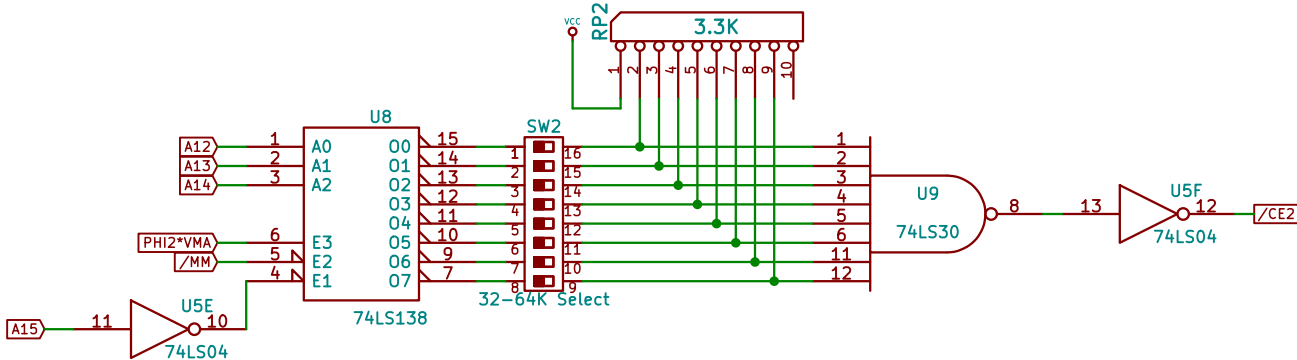 VCC
RP2
3.3K
1 2 3 4 5 6 7 8 9 10
U8
SW2
A12 1 A0 O0 15 1 16 1
A13 2 A1 O1 14 2 15 2
A14 3 A2 O2 13 3 14 3
O3 12 4 13 4
O4 11 5 12 5
PHI2*VMA 6 E3 O5 10 6 11 6
/MM 5 E2 O6 9 7 10 11
4 E1 O7 7 8 9 12
U9
74LS30
8
13
U5F
12
74LS04
/CE2
32-64K Select
74LS138
A15
11
U5E
10
74LS04